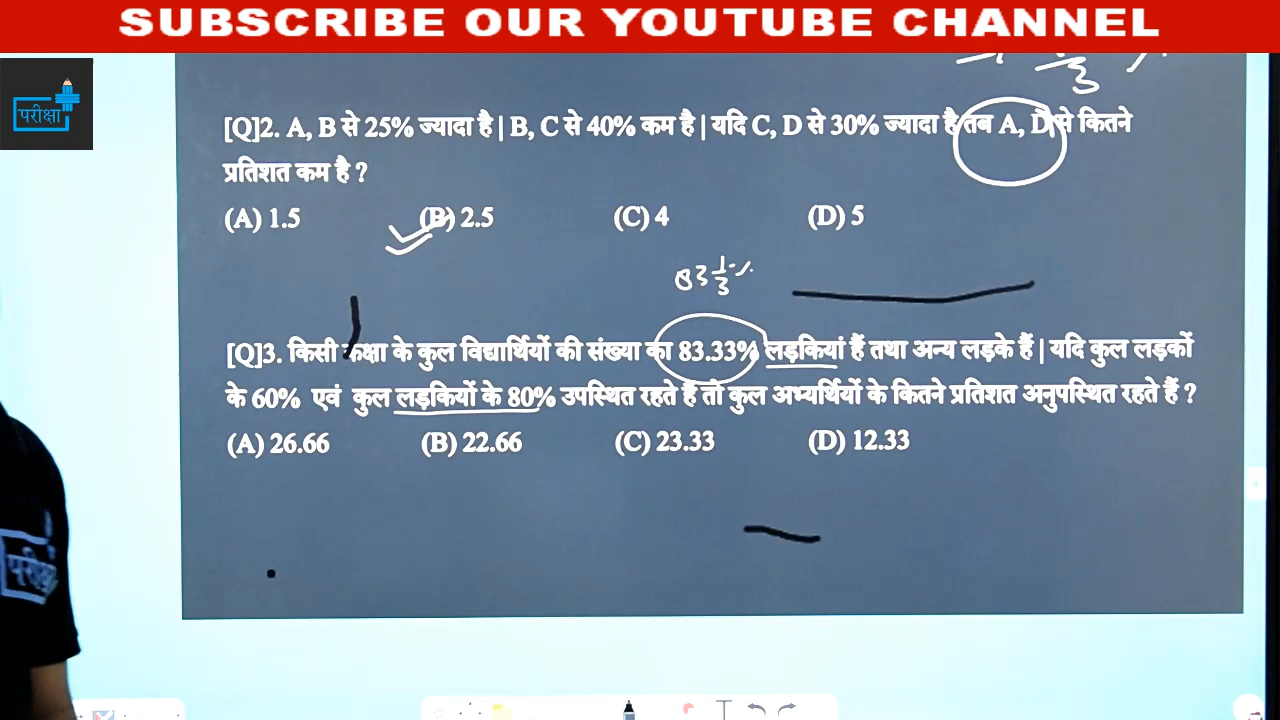 SUBSCRIBE OUR YOUTUBE CHANNEL
परीक्षा
[Q]2. A, B से 25% ज्यादा है | B, C से 40% कम है | यदि C, D से 30% ज्यादा है तब A, D से कितने
प्रतिशत कम है ?
(A) 1.5 (B) 2.5 (C) 4 (D) 5
83 1/3 %
[Q]3. किसी कक्षा के कुल विद्यार्थियों की संख्या का 83.33% लड़कियां हैं तथा अन्य लड़के हैं | यदि कुल लड़कों
के 60% एवं कुल लड़कियों के 80% उपस्थित रहते हैं तो कुल अभ्यर्थियों के कितने प्रतिशत अनुपस्थित रहते हैं ?
(A) 26.66 (B) 22.66 (C) 23.33 (D) 12.33
परीक्षा